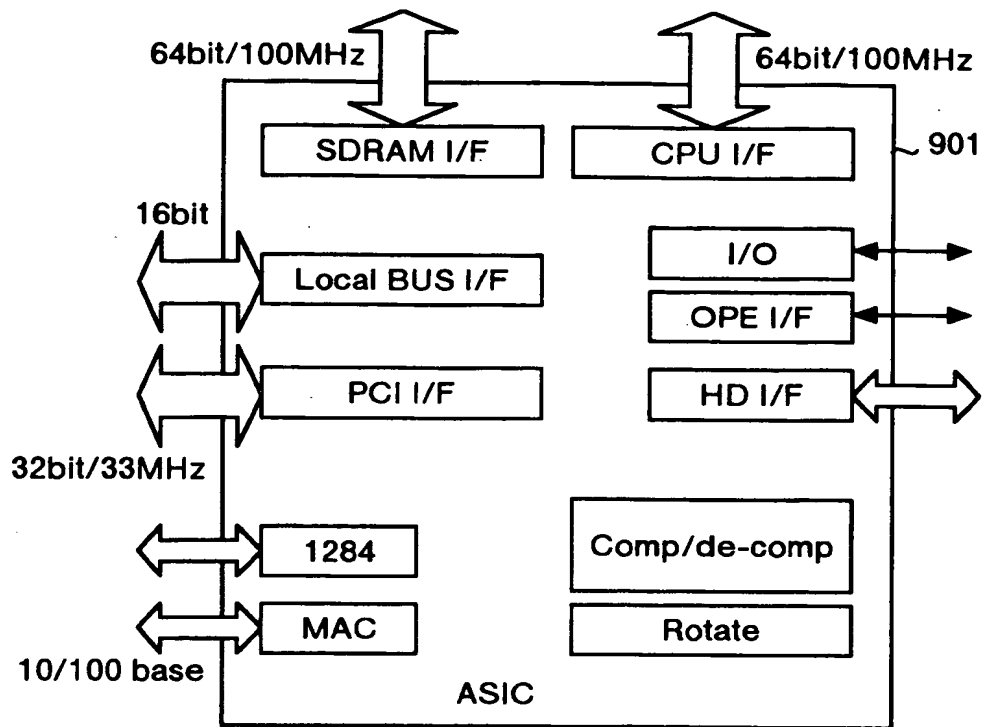 64bit/100MHz
64bit/100MHz
SDRAM I/F
CPU I/F
901
16bit
I/O
Local BUS I/F
OPE I/F
PCI I/F
HD I/F
32bit/33MHz
1284
Comp/de-comp
MAC
Rotate
10/100 base
ASIC